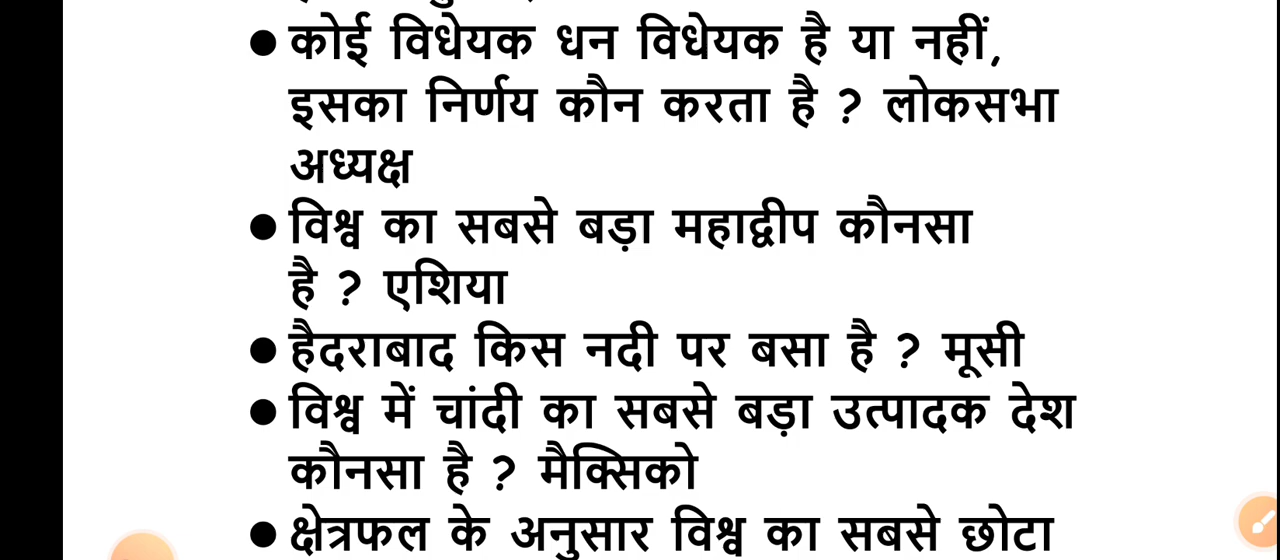 ● कोई विधेयक धन विधेयक है या नहीं,
इसका निर्णय कौन करता है ? लोकसभा
अध्यक्ष
● विश्व का सबसे बड़ा महाद्वीप कौनसा
है ? एशिया
● हैदराबाद किस नदी पर बसा है ? मूसी
● विश्व में चांदी का सबसे बड़ा उत्पादक देश
कौनसा है ? मैक्सिको
● क्षेत्रफल के अनुसार विश्व का सबसे छोटा